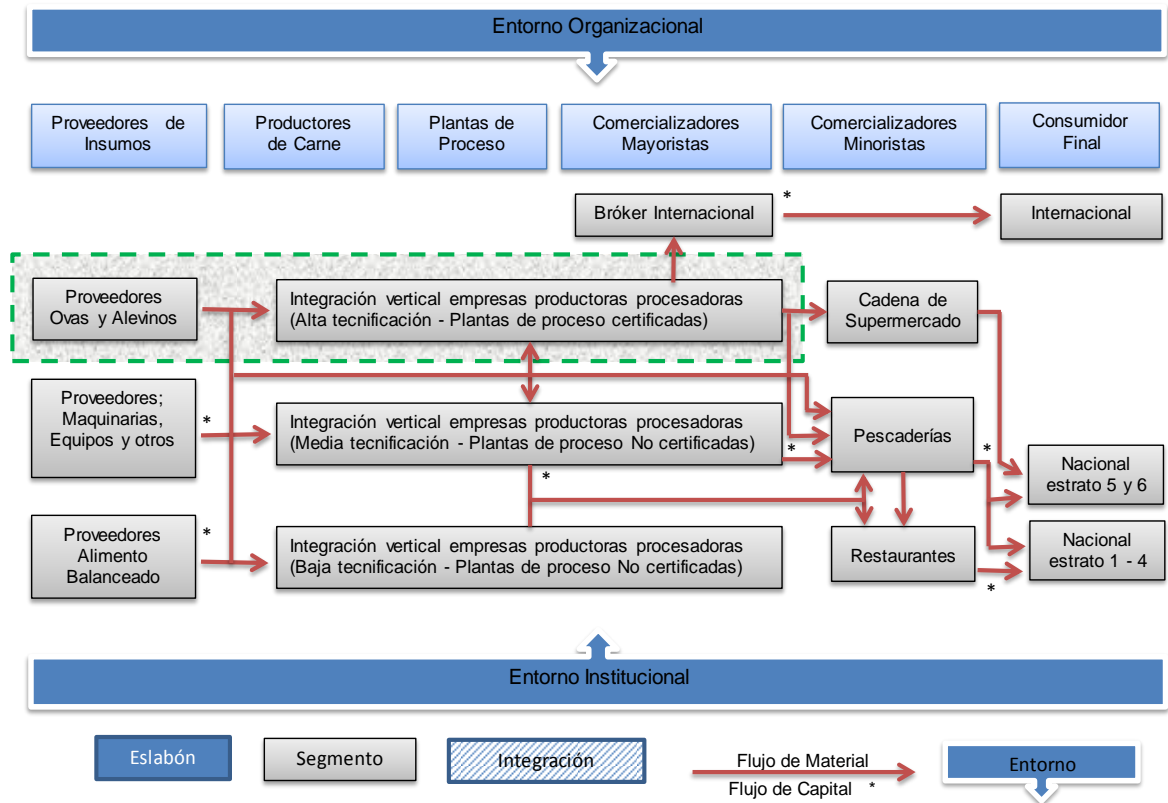 Entorno Organizacional
Proveedores de
Insumos
Productores
de Carne
Plantas de
Proceso
Comercializadores
Mayoristas
Comercializadores
Minoristas
Consumidor
Final
Bróker Internacional
*
Internacional
Proveedores
Ovas y Alevinos
Integración vertical empresas productoras procesadoras
(Alta tecnificación - Plantas de proceso certificadas)
Cadena de
Supermercado
Proveedores;
Maquinarias,
Equipos y otros
*
Integración vertical empresas productoras procesadoras
(Media tecnificación - Plantas de proceso No certificadas)
*
*
Pescaderías
*
Nacional
estrato 5 y 6
Proveedores
Alimento
Balanceado
*
Integración vertical empresas productoras procesadoras
(Baja tecnificación - Plantas de proceso No certificadas)
Restaurantes
*
Nacional
estrato 1 - 4
Entorno Institucional
Eslabón
Segmento
Integración
Flujo de Material
Flujo de Capital *
Entorno